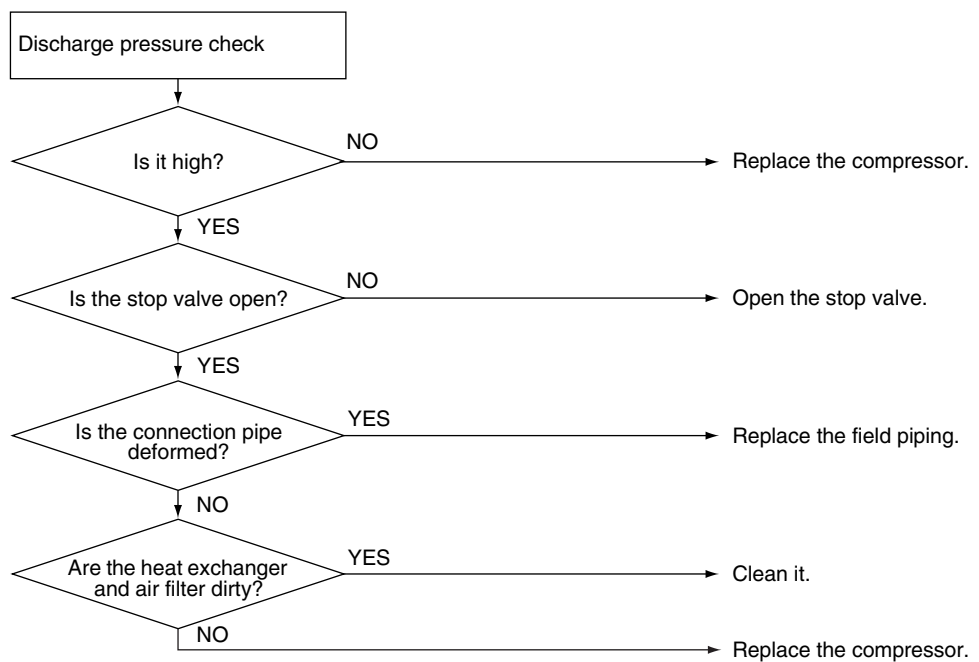 Discharge pressure check
Is it high?
NO
Replace the compressor.
YES
Is the stop valve open?
NO
Open the stop valve.
YES
Is the connection pipe
deformed?
YES
Replace the field piping.
NO
Are the heat exchanger
and air filter dirty?
YES
Clean it.
NO
Replace the compressor.